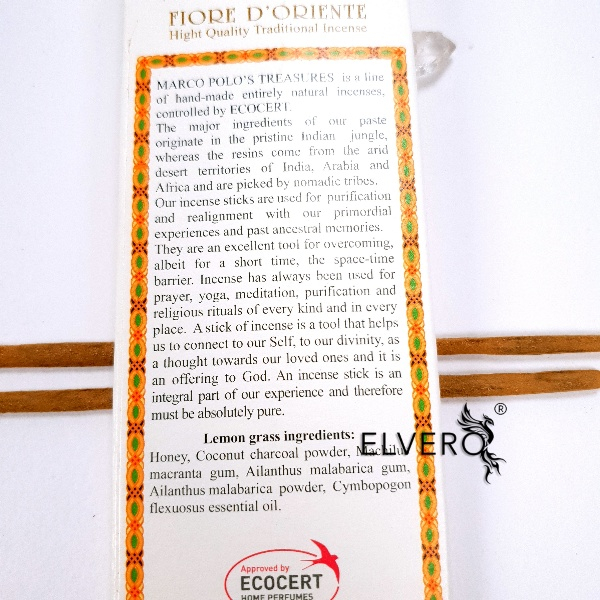 FIORE D'ORIENTE
Hight Quality Traditional Incense
MARCO POLO'S TREASURES is a line
of hand-made entirely natural incenses,
controlled by ECOCERT.
The major ingredients of our paste
originate in the pristine Indian jungle,
whereas the resins come from the arid
desert territories of India, Arabia and
Africa and are picked by nomadic tribes.
Our incense sticks are used for purification
and realignment with our primordial
experiences and past ancestral memories.
They are an excellent tool for overcoming,
albeit for a short time, the space-time
barrier. Incense has always been used for
prayer, yoga, meditation, purification and
religious rituals of every kind and in every
place. A stick of incense is a tool that helps
us to connect to our Self, to our divinity, as
a thought towards our loved ones and it is
an offering to God. An incense stick is an
integral part of our experience and therefore
must be absolutely pure.
Lemon grass ingredients:
Honey, Coconut charcoal powder,
macranta gum, Ailanthus malabarica gum,
Ailanthus malabarica powder, Cymbopogon
flexuosus essential oil.
ELVERO ®
Approved by
ECOCERT
HOME PERFUMES